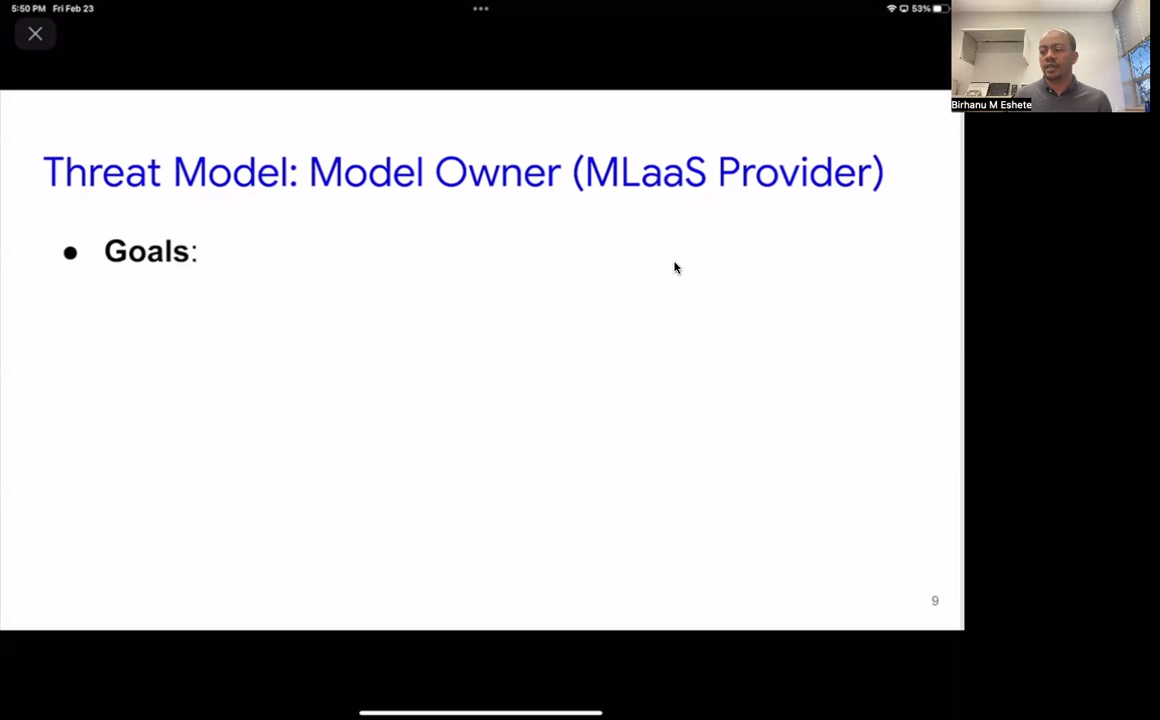 5:50 PM Fri Feb 23
53%
Birhanu M Eshete
Threat Model: Model Owner (MLaaS Provider)
● Goals:
9